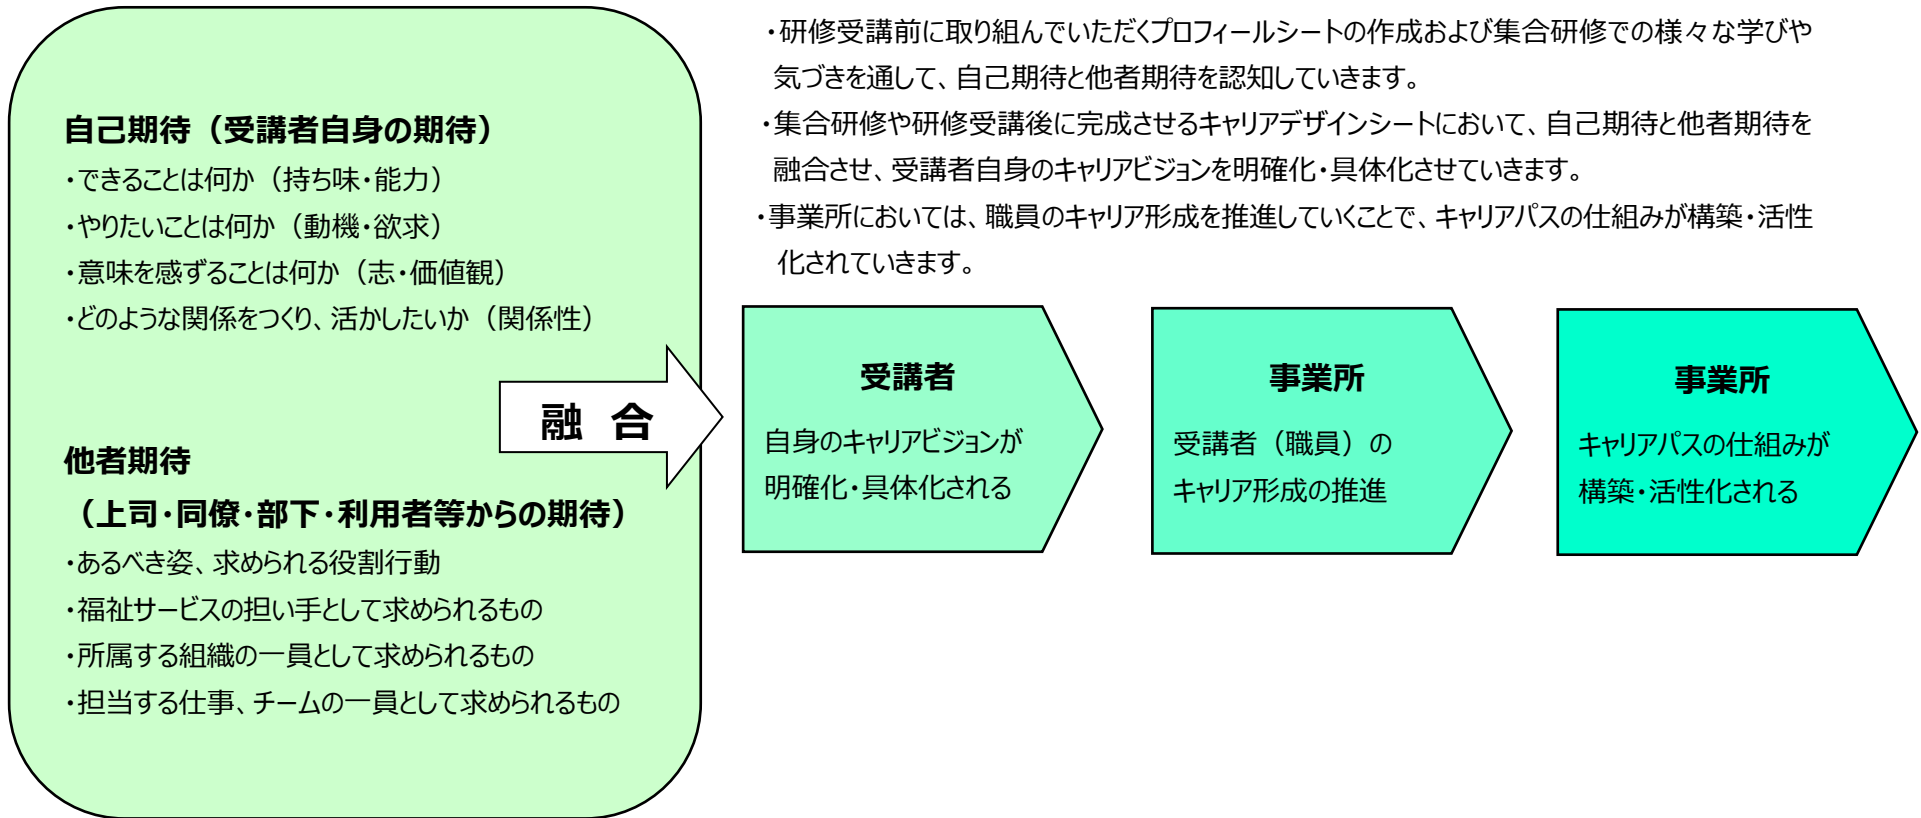 自己期待（受講者自身の期待）
・できることは何か（持ち味・能力）
・やりたいことは何か（動機・欲求）
・意味を感ずることは何か（志・価値観）
・どのような関係をつくり、活かしたいか（関係性）
他者期待
（上司・同僚・部下・利用者等からの期待）
・あるべき姿、求められる役割行動
・福祉サービスの担い手として求められるもの
・所属する組織の一員として求められるもの
・担当する仕事、チームの一員として求められるもの
融 合
・研修受講前に取り組んでいただくプロフィールシートの作成および集合研修での様々な学びや
気づきを通して、自己期待と他者期待を認知していきます。
・集合研修や研修受講後に完成させるキャリアデザインシートにおいて、自己期待と他者期待を
融合させ、受講者自身のキャリアビジョンを明確化・具体化させていきます。
・事業所においては、職員のキャリア形成を推進していくことで、キャリアパスの仕組みが構築・活性
化されていきます。
受講者
自身のキャリアビジョンが
明確化・具体化される
事業所
受講者（職員）の
キャリア形成の推進
事業所
キャリアパスの仕組みが
構築・活性化される